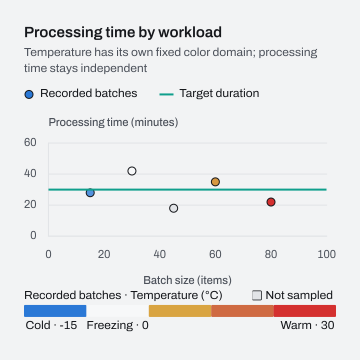 Processing time by workload
Temperature has its own fixed color domain; processing
time stays independent
Recorded batches
Target duration
Processing time (minutes)
60
40
20
0
0
20
40
60
80
100
Batch size (items)
Recorded batches · Temperature (°C)
Not sampled
Cold · -15
Freezing · 0
Warm · 30